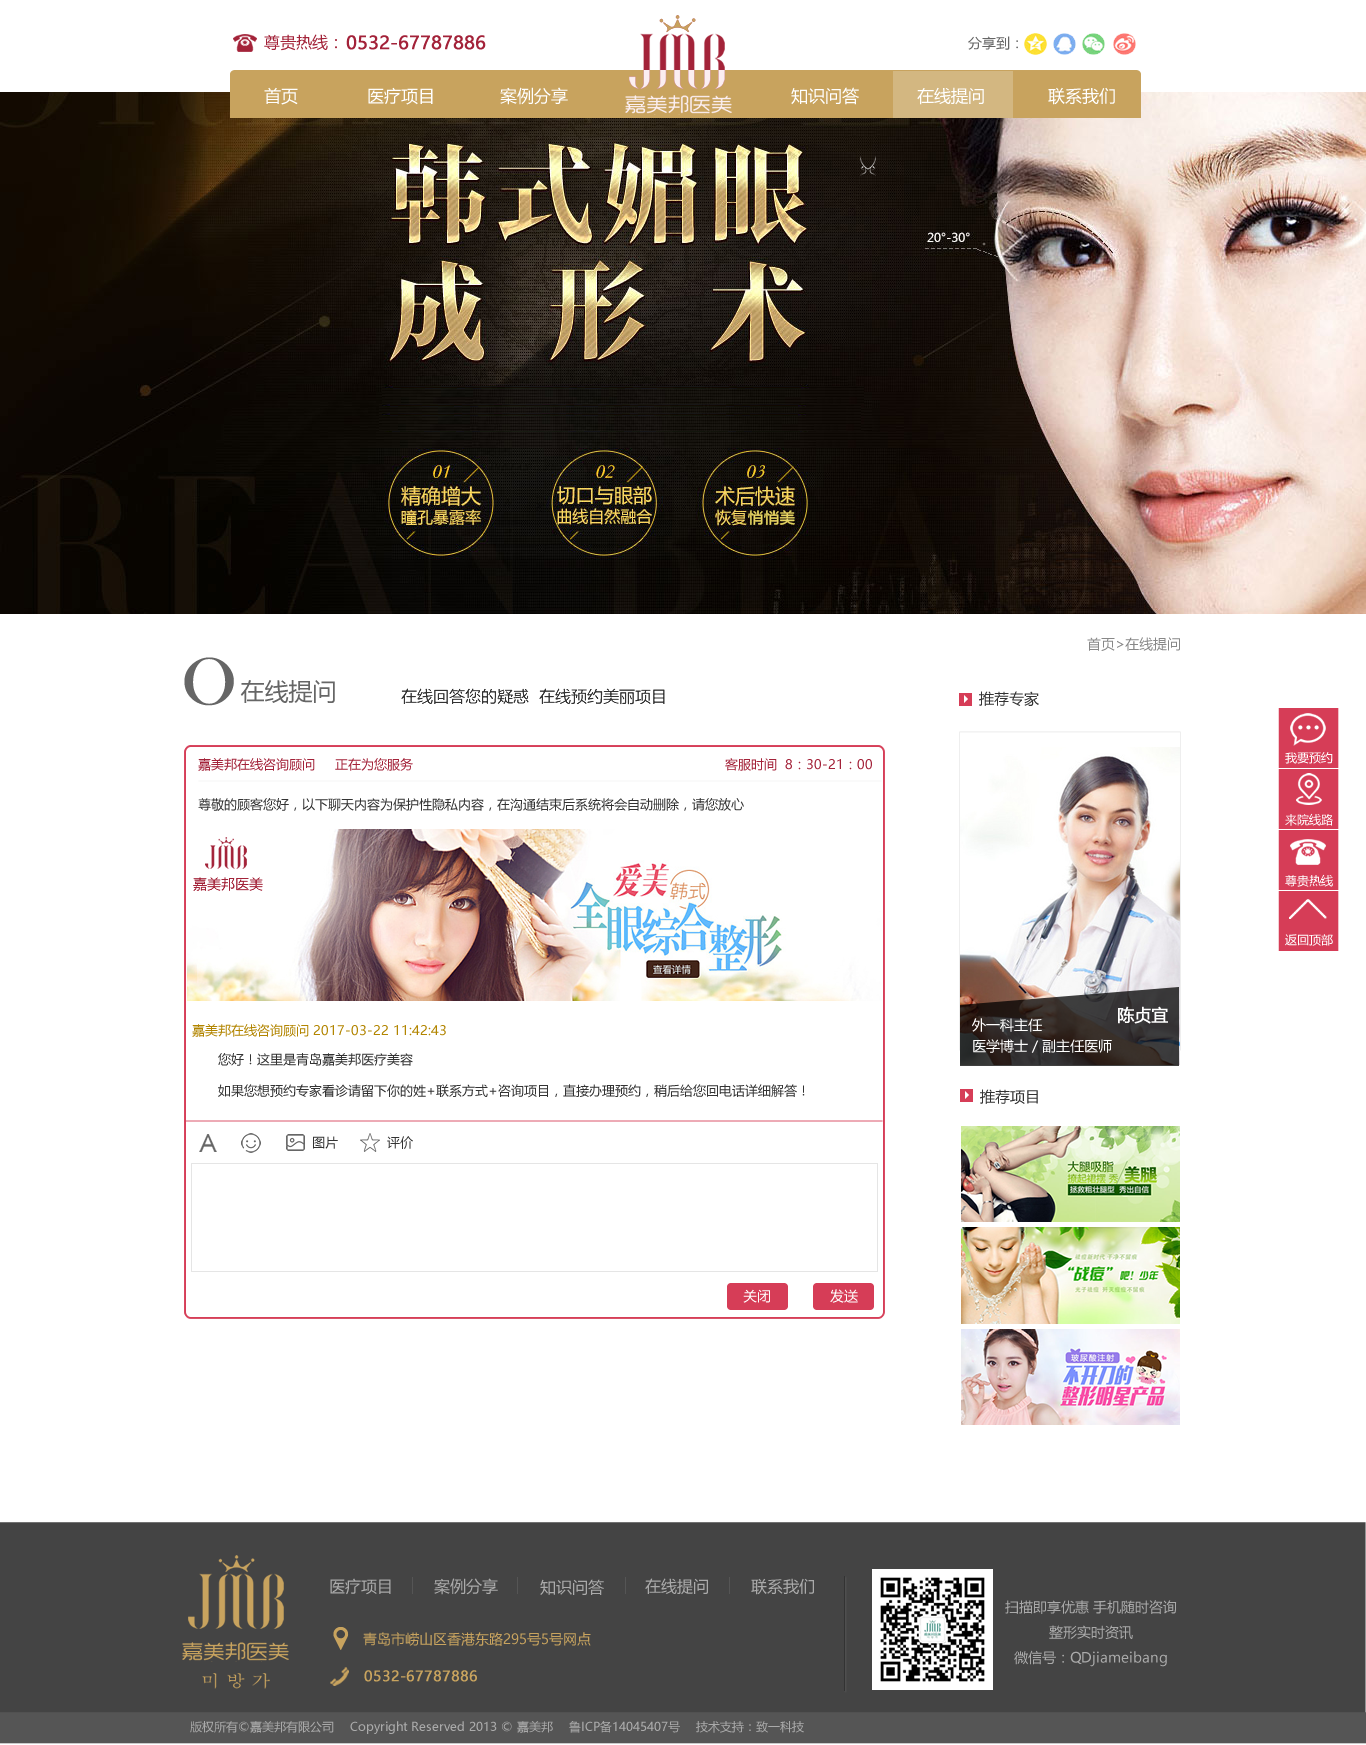 尊贵热线：0532-67787886
JMB
嘉美邦医美
分享到：
首页
医疗项目
案例分享
知识问答
在线提问
联系我们
韩式媚眼
成形术
20°-30°
01
精确增大
瞳孔暴露率
02
切口与眼部
曲线自然融合
03
术后快速
恢复悄悄美
REAN BEA
首页>在线提问
O在线提问
在线回答您的疑惑 在线预约美丽项目
嘉美邦在线咨询顾问 正在为您服务
客服时间 8：30-21：00
尊敬的顾客您好，以下聊天内容为保护性隐私内容，在沟通结束后系统将会自动删除，请您放心
JMB
嘉美邦医美
爱美韩式
全眼综合整形
查看详情
嘉美邦在线咨询顾问 2017-03-22 11:42:43
您好！这里是青岛嘉美邦医疗美容
如果您想预约专家看诊请留下你的姓+联系方式+咨询项目，直接办理预约，稍后给您回电话详细解答！
A
图片
评价
关闭
发送
推荐专家
陈贞宣
外一科主任
医学博士 / 副主任医师
推荐项目
大腿吸脂
撩起裙摆 秀美腿
拯救粗壮腿型 秀出自信
“战痘”吧！少年
玻尿酸注射
不开刀的
整形明星产品
我要预约
来院线路
尊贵热线
返回顶部
JMB
嘉美邦医美
미 방 가
医疗项目
案例分享
知识问答
在线提问
联系我们
青岛市崂山区香港东路295号5号网点
0532-67787886
扫描即享优惠 手机随时咨询
整形实时资讯
微信号：QDjiameibang
版权所有©嘉美邦有限公司 Copyright Reserved 2013 © 嘉美邦 鲁ICP备14045407号 技术支持：致一科技